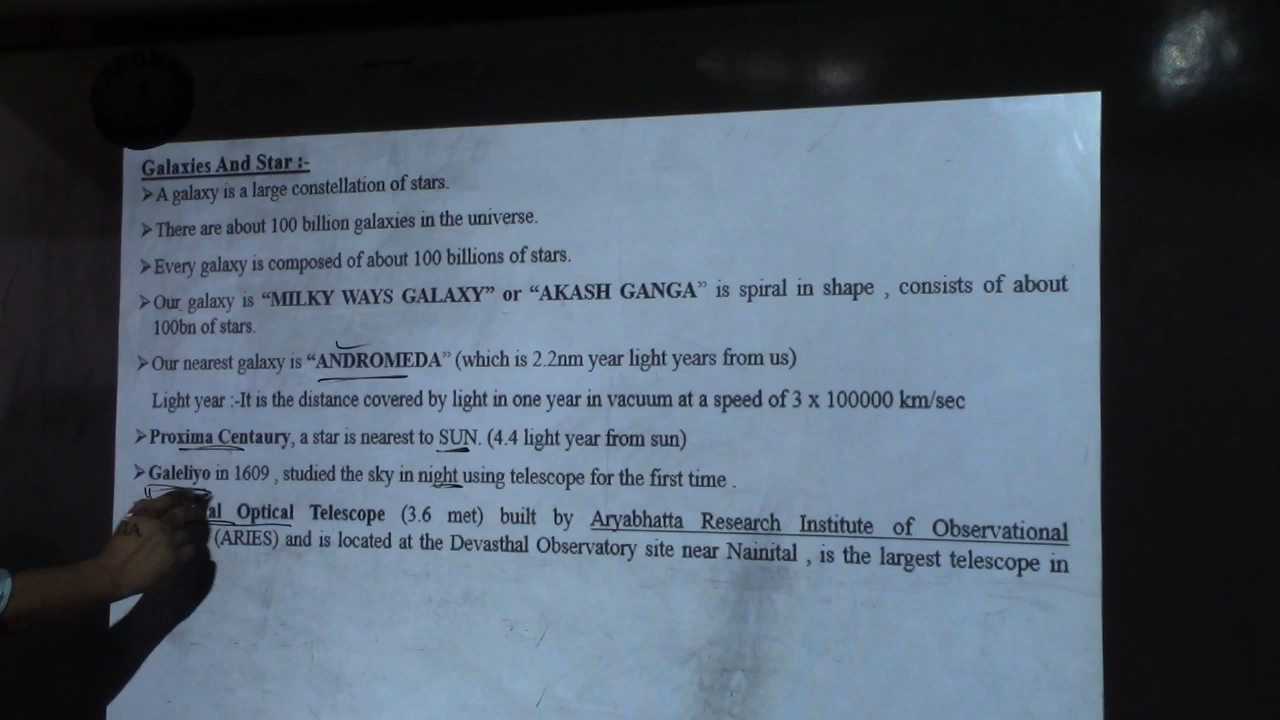 Galaxies And Star :-
➢A galaxy is a large constellation of stars.
➢There are about 100 billion galaxies in the universe.
➢Every galaxy is composed of about 100 billions of stars.
➢Our galaxy is “MILKY WAYS GALAXY” or “AKASH GANGA” is spiral in shape , consists of about
100bn of stars.
➢Our nearest galaxy is “ANDROMEDA” (which is 2.2nm year light years from us)
Light year :-It is the distance covered by light in one year in vacuum at a speed of 3 x 100000 km/sec
➢Proxima Centaury, a star is nearest to SUN. (4.4 light year from sun)
➢Galeliyo in 1609 , studied the sky in night using telescope for the first time .
al Optical Telescope (3.6 met) built by Aryabhatta Research Institute of Observational
(ARIES) and is located at the Devasthal Observatory site near Nainital , is the largest telescope in